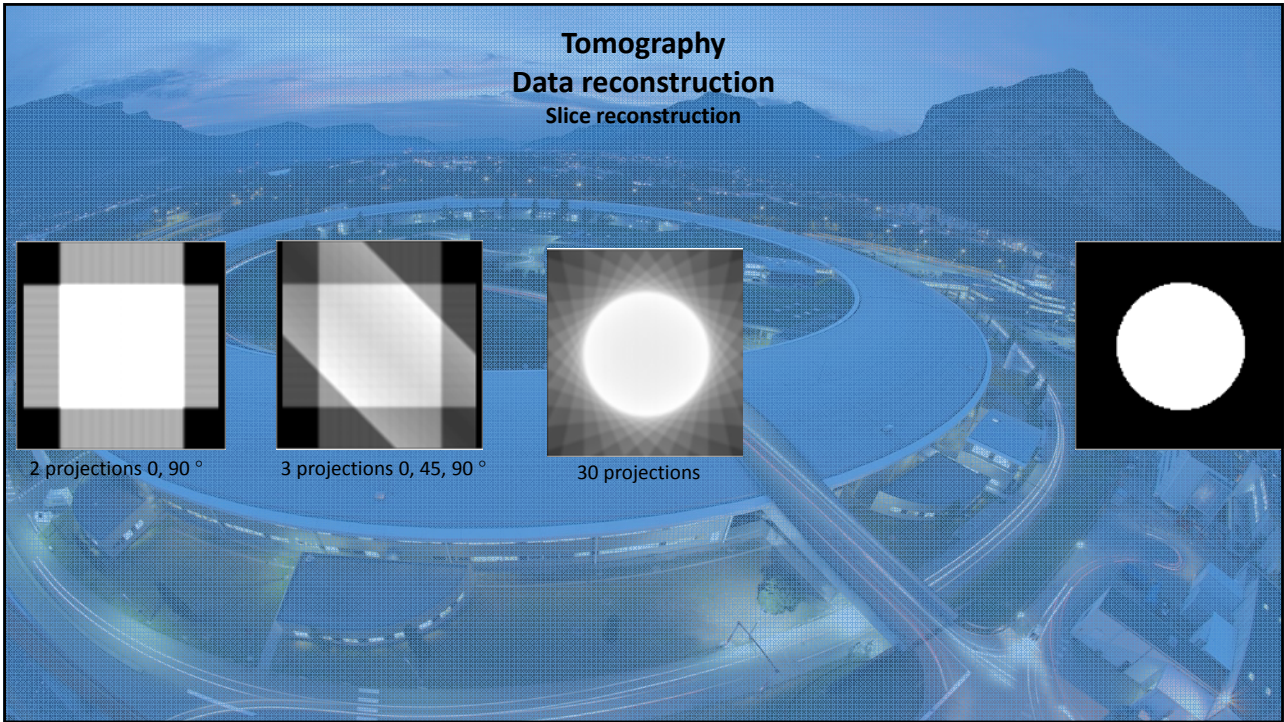 Tomography
Data reconstruction
Slice reconstruction
2 projections 0, 90 °
3 projections 0, 45, 90 °
30 projections